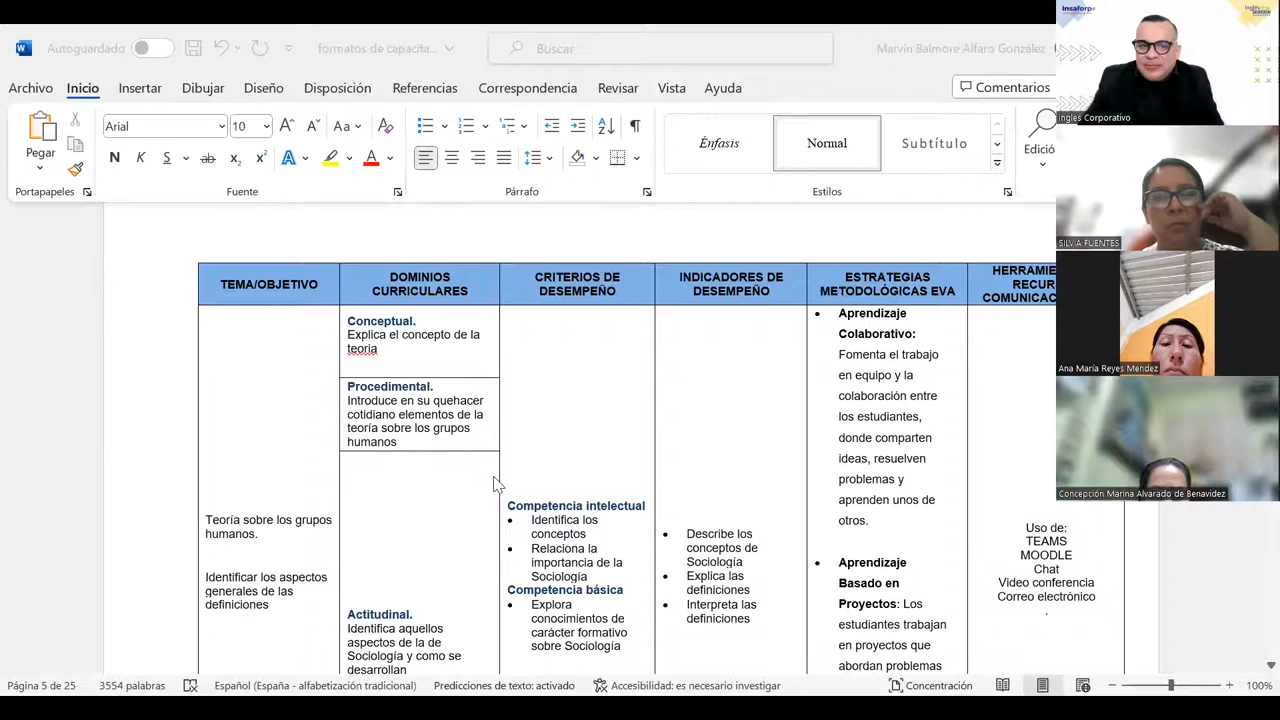 Autoguardado
formatos de capacita...
Buscar
Marvin Balmore Alfaro González
Archivo Inicio Insertar Dibujar Diseño Disposición Referencias Correspondencia Revisar Vista Ayuda
Comentarios
Pegar
Arial 10
Énfasis Normal Subtítulo
Edició
Portapapeles Fuente Párrafo Estilos
TEMA/OBJETIVO
DOMINIOS
CURRICULARES
CRITERIOS DE
DESEMPEÑO
INDICADORES DE
DESEMPEÑO
ESTRATEGIAS
METODOLÓGICAS EVA
HERRAMIE
RECUR
COMUNICA
Teoría sobre los grupos
humanos.
Identificar los aspectos
generales de las
definiciones
Conceptual.
Explica el concepto de la
teoria
Procedimental.
Introduce en su quehacer
cotidiano elementos de la
teoría sobre los grupos
humanos
Actitudinal.
Identifica aquellos
aspectos de la de
Sociología y como se
desarrollan
Competencia intelectual
• Identifica los
conceptos
• Relaciona la
importancia de la
Sociología
Competencia básica
• Explora
conocimientos de
carácter formativo
sobre Sociología
• Describe los
conceptos de
Sociología
• Explica las
definiciones
• Interpreta las
definiciones
• Aprendizaje
Colaborativo:
Fomenta el trabajo
en equipo y la
colaboración entre
los estudiantes,
donde comparten
ideas, resuelven
problemas y
aprenden unos de
otros.
• Aprendizaje
Basado en
Proyectos: Los
estudiantes trabajan
en proyectos que
abordan problemas
Uso de:
TEAMS
MOODLE
Chat
Video conferencia
Correo electrónico
.
Insaforp
Ingles Corporativo
SILVIA FUENTES
Ana María Reyes Mendez
Concepción Marina Alvarado de Benavidez
Página 5 de 25 3554 palabras Español (España - alfabetización tradicional) Predicciones de texto: activado Accesibilidad: es necesario investigar Concentración 100%